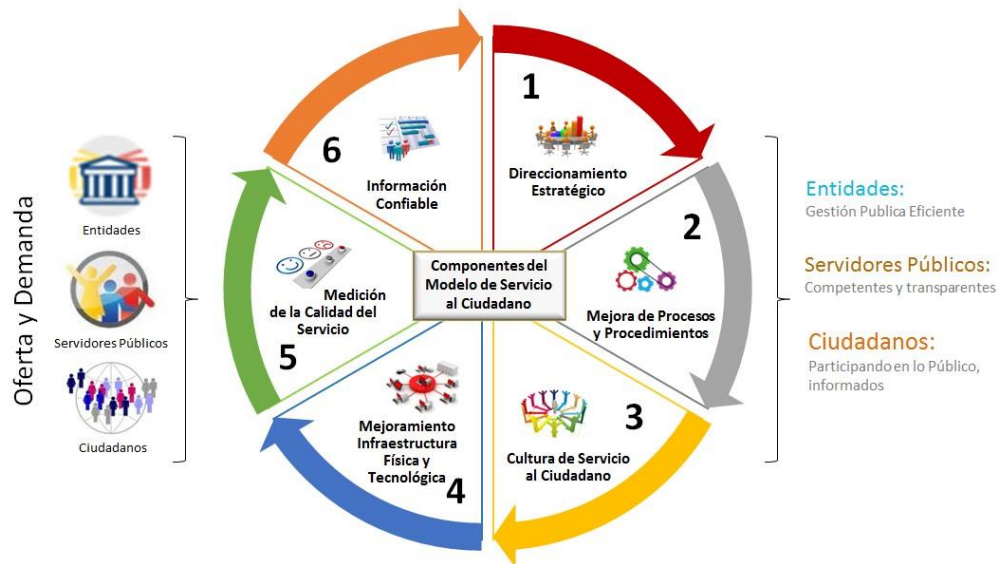 Oferta y Demanda
Entidades
Servidores Públicos
Ciudadanos
1
Direccionamiento
Estratégico
2
Mejora de Procesos
y Procedimientos
3
Cultura de Servicio
al Ciudadano
4
Mejoramiento
Infraestructura
Física y
Tecnológica
5
Medición
de la Calidad del
Servicio
6
Información
Confiable
Componentes del
Modelo de Servicio
al Ciudadano
Entidades:
Gestión Publica Eficiente
Servidores Públicos:
Competentes y transparentes
Ciudadanos:
Participando en lo Público,
informados